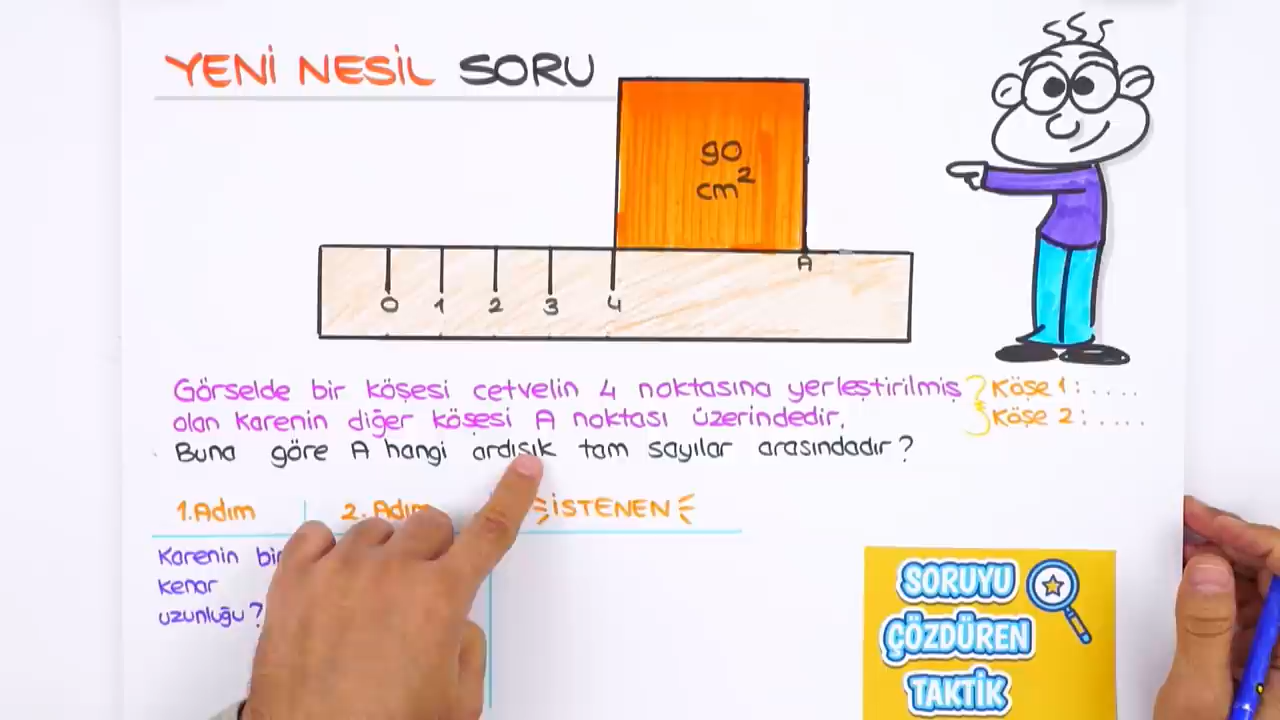 YENİ NESİL SORU
90
cm²
A
0 1 2 3 4
Görselde bir köşesi cetvelin 4 noktasına yerleştirilmiş
olan karenin diğer köşesi A noktası üzerindedir.
Buna göre A hangi ardışık tam sayılar arasındadır?
Köşe 1: . . . .
Köşe 2: . . . . .
1. Adım
2. Adım
İSTENEN
Karenin bir
kenar
uzunluğu?
SORUYU
ÇÖZDÜREN
TAKTİK